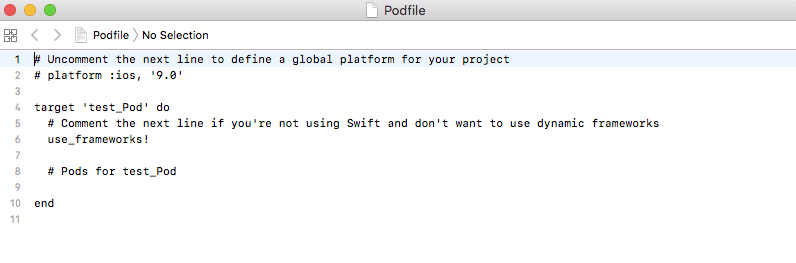 Podfile
Podfile 〉No Selection
1 # Uncomment the next line to define a global platform for your project
2 # platform :ios, '9.0'
3
4 target 'test_Pod' do
5   # Comment the next line if you're not using Swift and don't want to use dynamic frameworks
6   use_frameworks!
7
8   # Pods for test_Pod
9
10 end
11